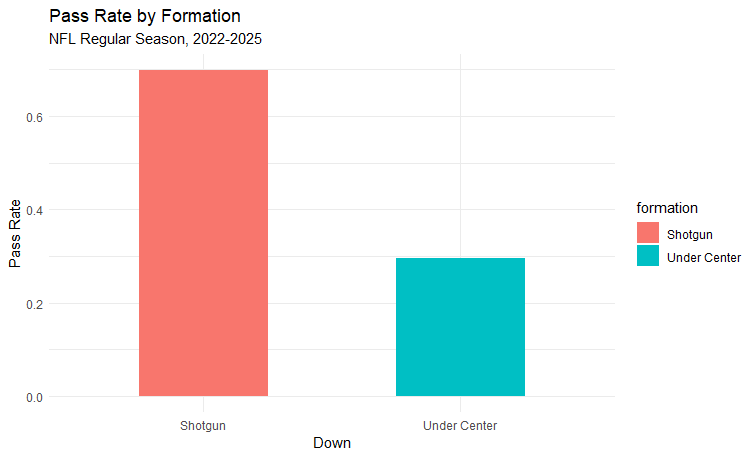 Pass Rate by Formation
NFL Regular Season, 2022-2025
Pass Rate
0.6
0.4
0.2
0.0
Shotgun
Under Center
Down
formation
Shotgun
Under Center